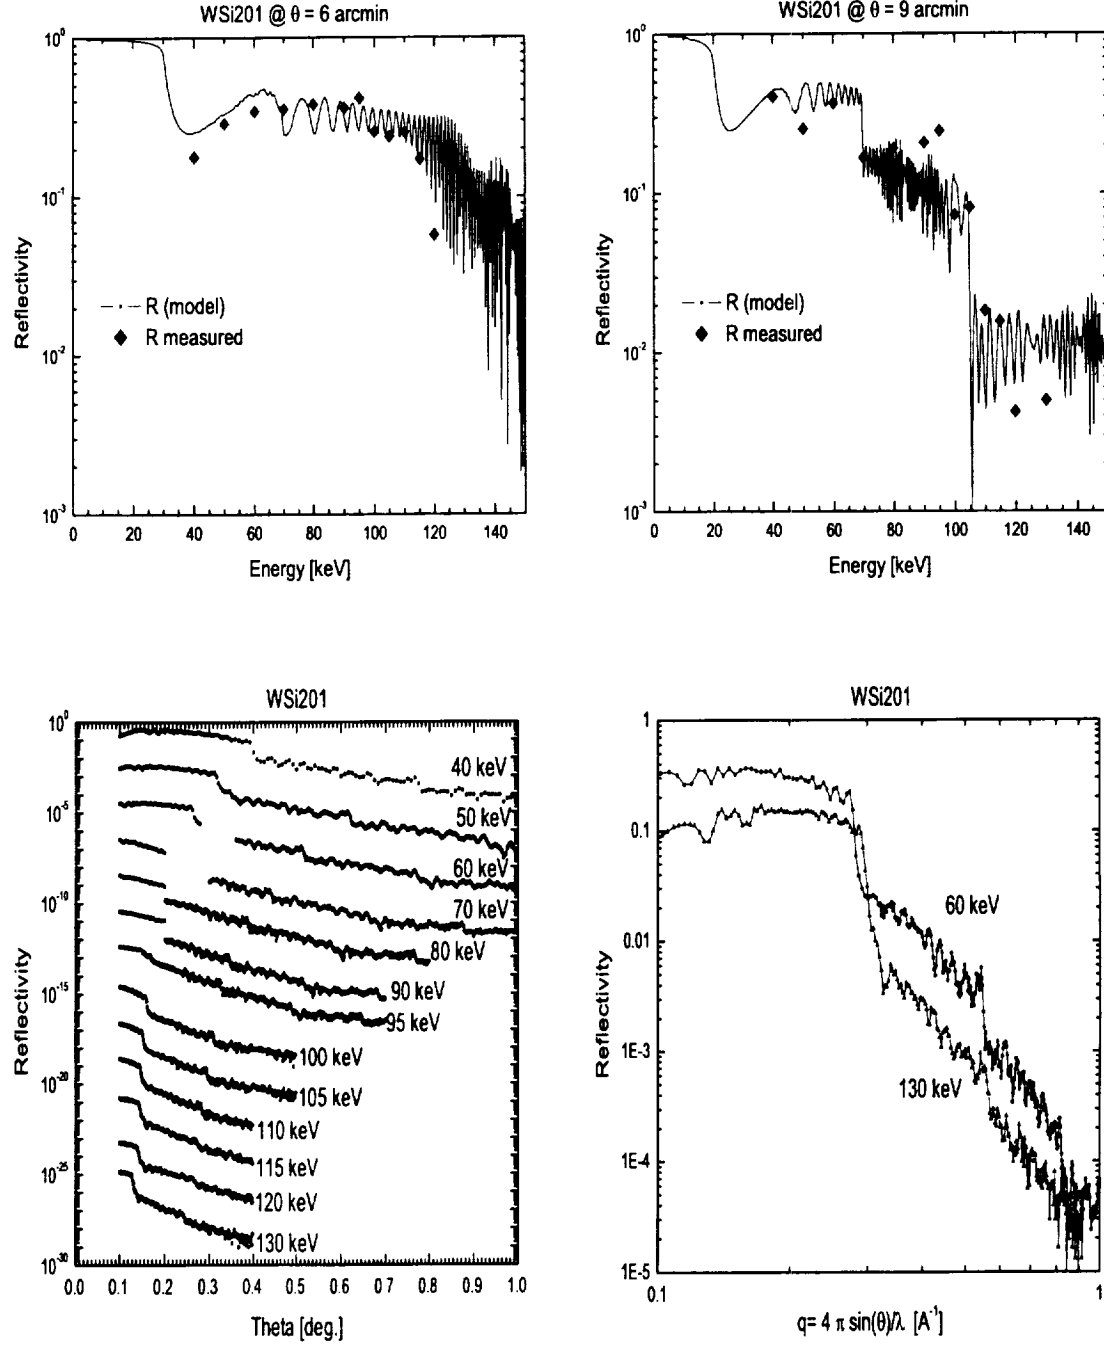 WSi201 @ θ = 6 arcmin
10⁰
10⁻¹
10⁻²
10⁻³
Reflectivity
R (model)
R measured
0 20 40 60 80 100 120 140
Energy [keV]
WSi201 @ θ = 9 arcmin
10⁰
10⁻¹
10⁻²
10⁻³
Reflectivity
R (model)
R measured
0 20 40 60 80 100 120 140
Energy [keV]
WSi201
10⁰
10⁻⁵
10⁻¹⁰
10⁻¹⁵
10⁻²⁰
10⁻²⁵
10⁻³⁰
Reflectivity
40 keV
50 keV
60 keV
70 keV
80 keV
90 keV
95 keV
100 keV
105 keV
110 keV
115 keV
120 keV
130 keV
0.0 0.1 0.2 0.3 0.4 0.5 0.6 0.7 0.8 0.9 1.0
Theta [deg.]
WSi201
1
0.1
0.01
1E-3
1E-4
1E-5
Reflectivity
60 keV
130 keV
0.1 1
q= 4 π sin(θ)/λ [A⁻¹]